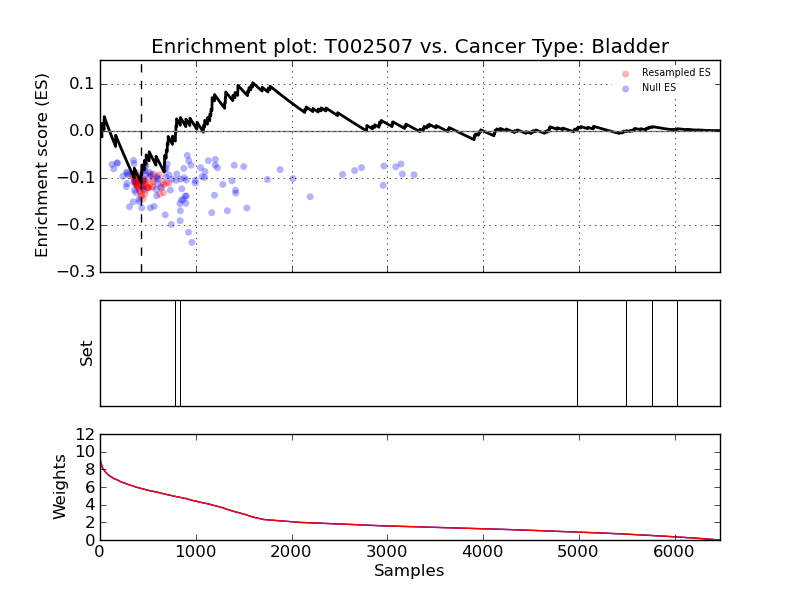 Enrichment plot: T002507 vs. Cancer Type: Bladder
Resampled ES
Null ES
Enrichment score (ES)
0.1
0.0
−0.1
−0.2
−0.3
Set
Weights
12
10
8
6
4
2
0
0 1000 2000 3000 4000 5000 6000
Samples